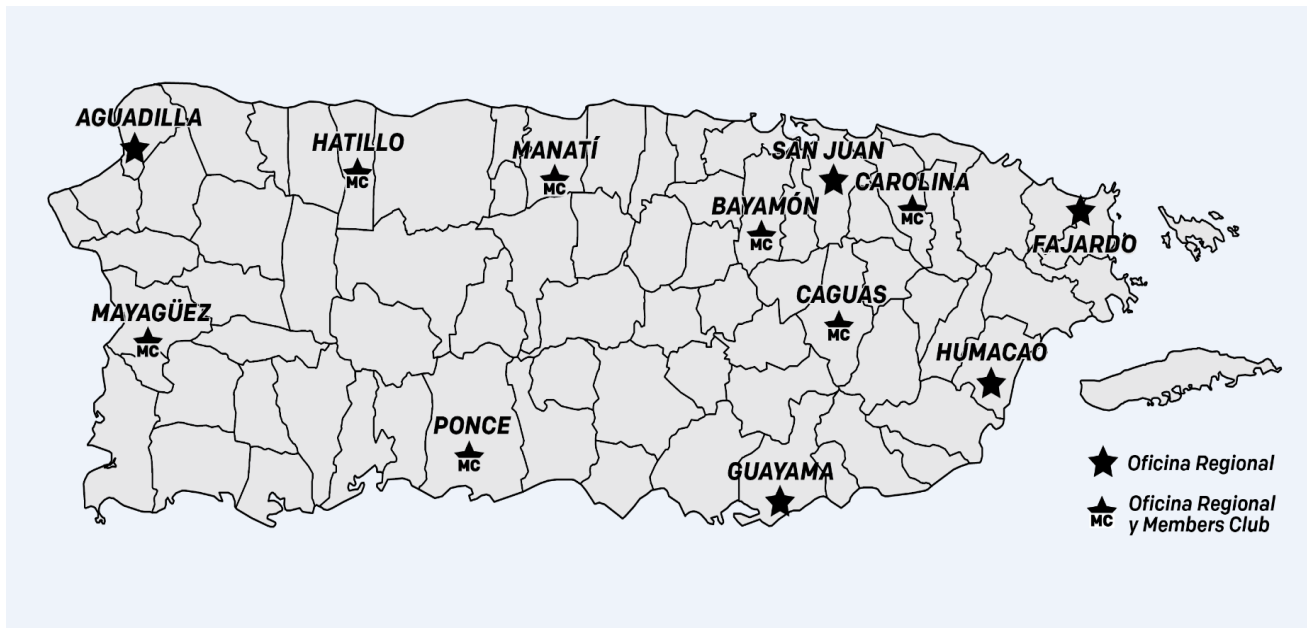 AGUADILLA
HATILLO
MC
MANATÍ
MC
SAN JUAN
CAROLINA
MC
BAYAMÓN
MC
FAJARDO
MAYAGÜEZ
MC
CAGUAS
MC
HUMACAO
PONCE
MC
GUAYAMA
Oficina Regional
MC
Oficina Regional
y Members Club